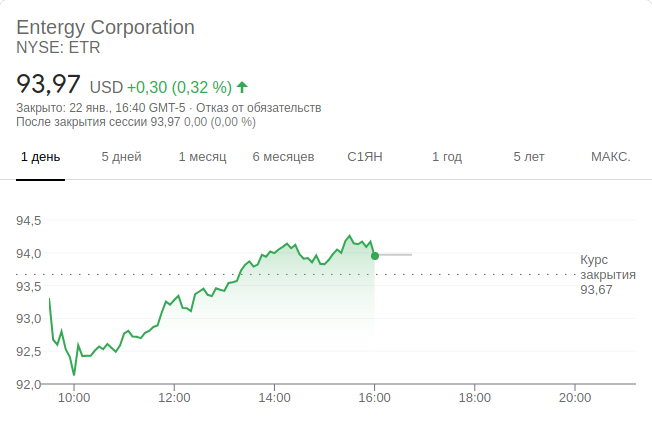 Entergy Corporation
NYSE: ETR
93,97 USD +0,30 (0,32 %)
Закрыто: 22 янв., 16:40 GMT-5 · Отказ от обязательств
После закрытия сессии 93,97 0,00 (0,00 %)
1 день 5 дней 1 месяц 6 месяцев С1ЯН 1 год 5 лет МАКС.
94,5
94,0
93,5
93,0
92,5
92,0
Курс
закрытия
93,67
10:00 12:00 14:00 16:00 18:00 20:00